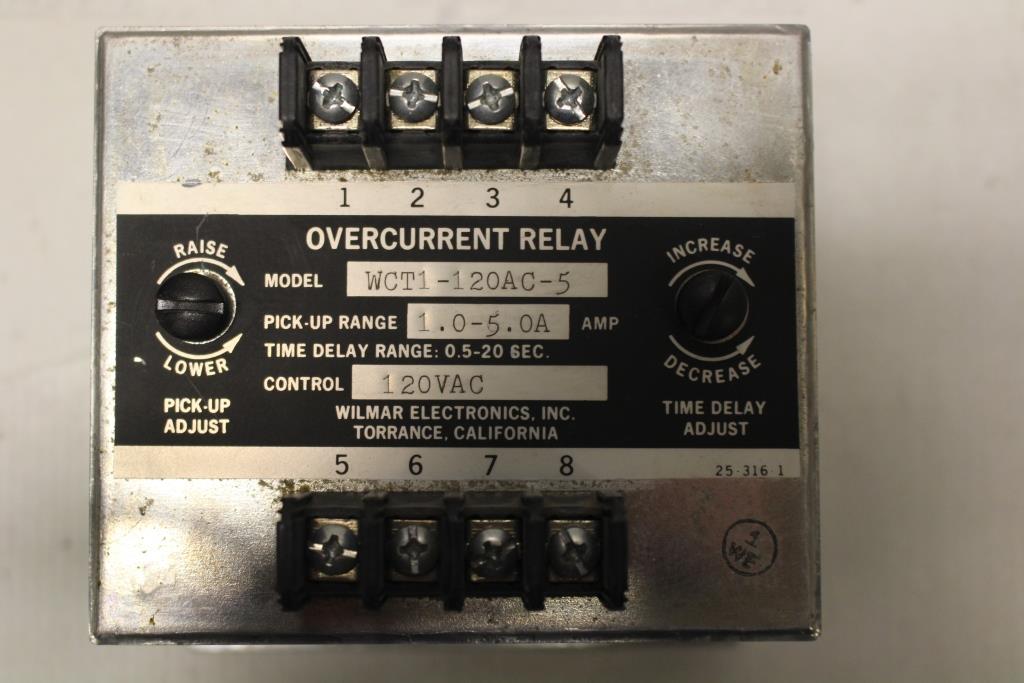 1 2 3 4
OVERCURRENT RELAY
RAISE
LOWER
PICK-UP
ADJUST
MODEL WCT1-120AC-5
PICK-UP RANGE 1.0-5.0A AMP
TIME DELAY RANGE: 0.5-20 SEC.
CONTROL 120VAC
WILMAR ELECTRONICS, INC.
TORRANCE, CALIFORNIA
INCREASE
DECREASE
TIME DELAY
ADJUST
5 6 7 8
25-316-1